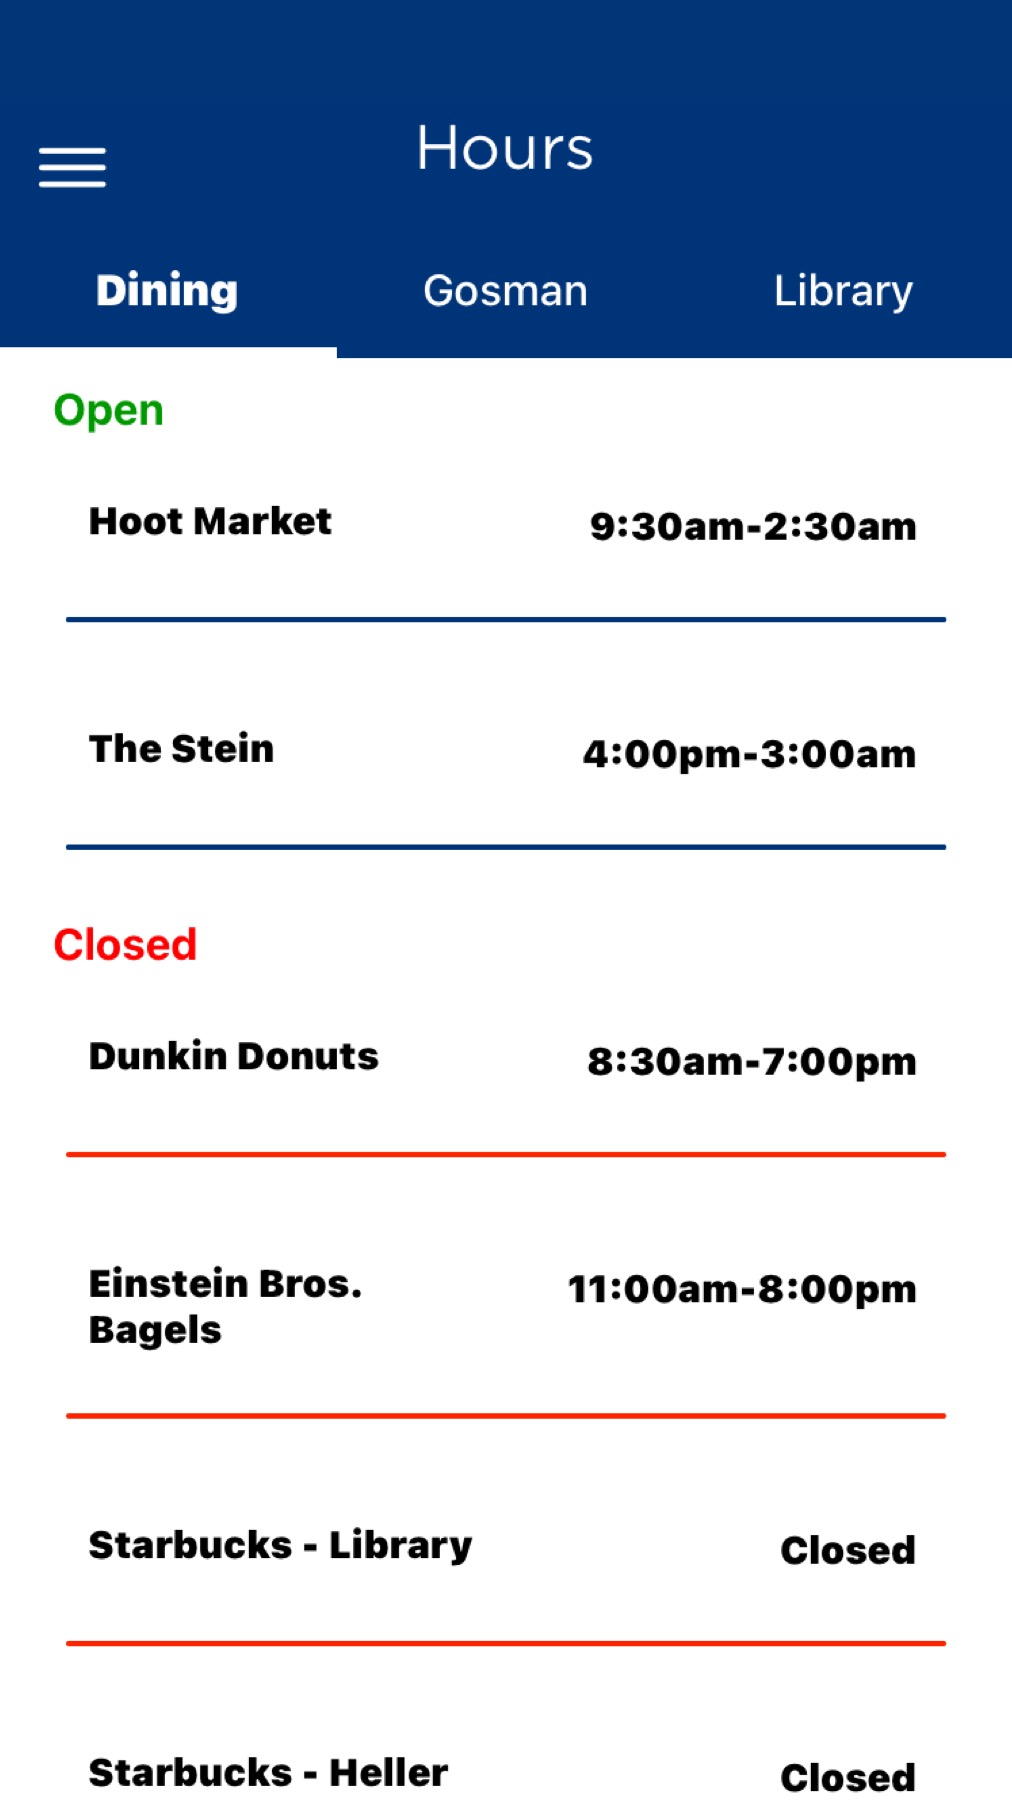 Hours
Dining Gosman Library
Open
Hoot Market 9:30am-2:30am
The Stein 4:00pm-3:00am
Closed
Dunkin Donuts 8:30am-7:00pm
Einstein Bros. 11:00am-8:00pm
Bagels
Starbucks - Library Closed
Starbucks - Heller Closed